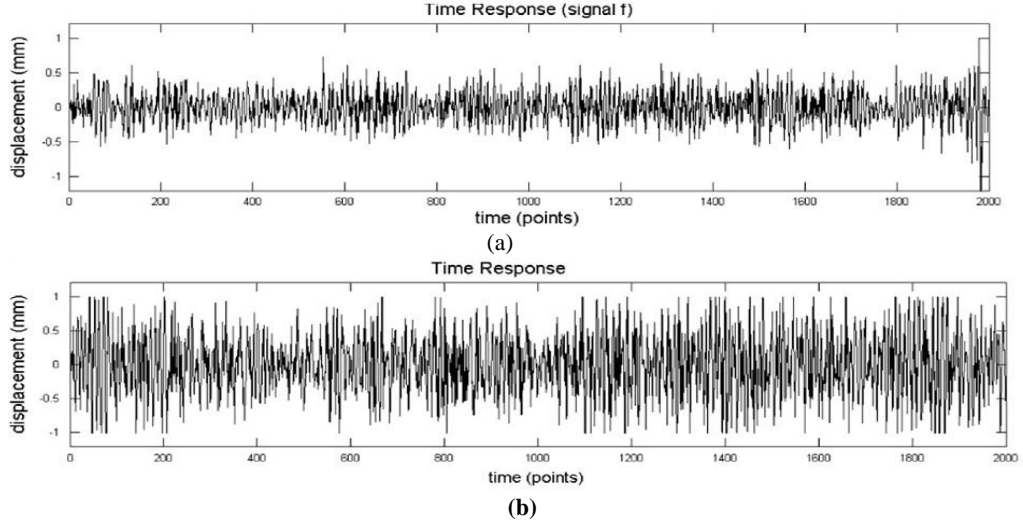 Time Response (signal f)
displacement (mm)
1
0.5
0
-0.5
-1
0 200 400 600 800 1000 1200 1400 1600 1800 2000
time (points)
(a)
Time Response
displacement (mm)
1
0.5
0
-0.5
-1
0 200 400 600 800 1000 1200 1400 1600 1800 2000
time (points)
(b)